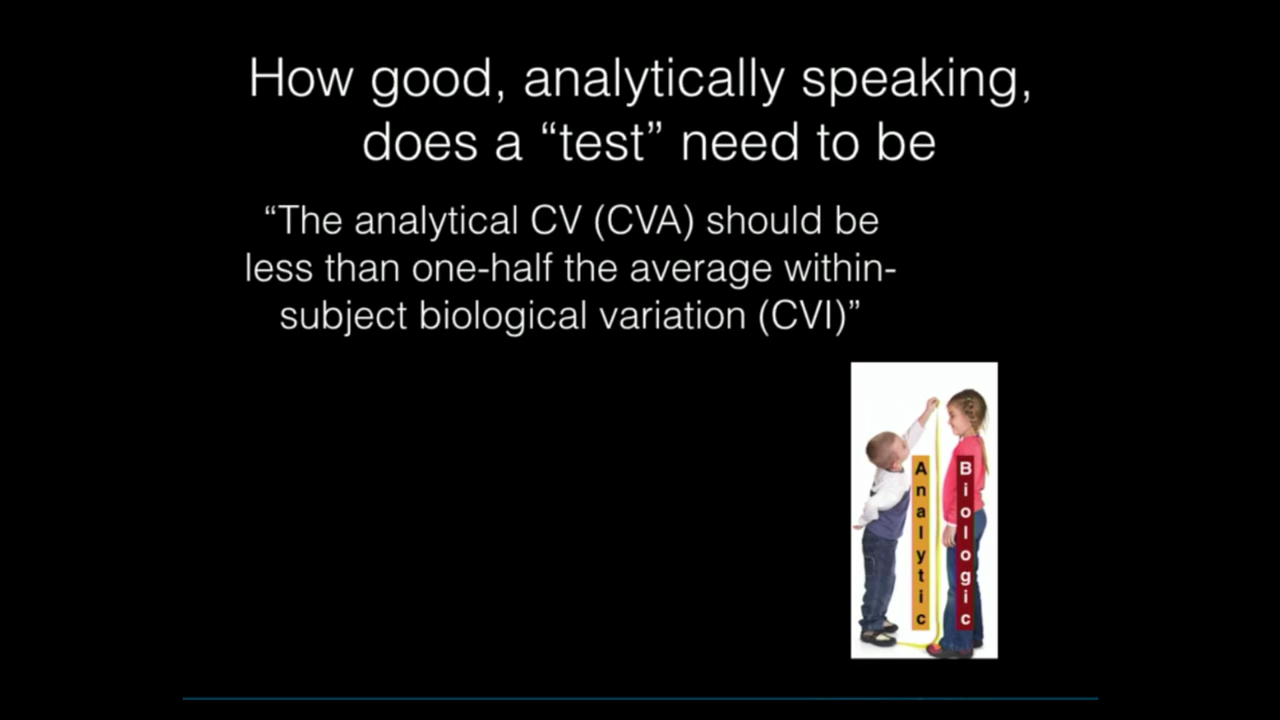 How good, analytically speaking,
does a “test” need to be
“The analytical CV (CVA) should be
less than one-half the average within-
subject biological variation (CVI)”
Analytic
Biologic